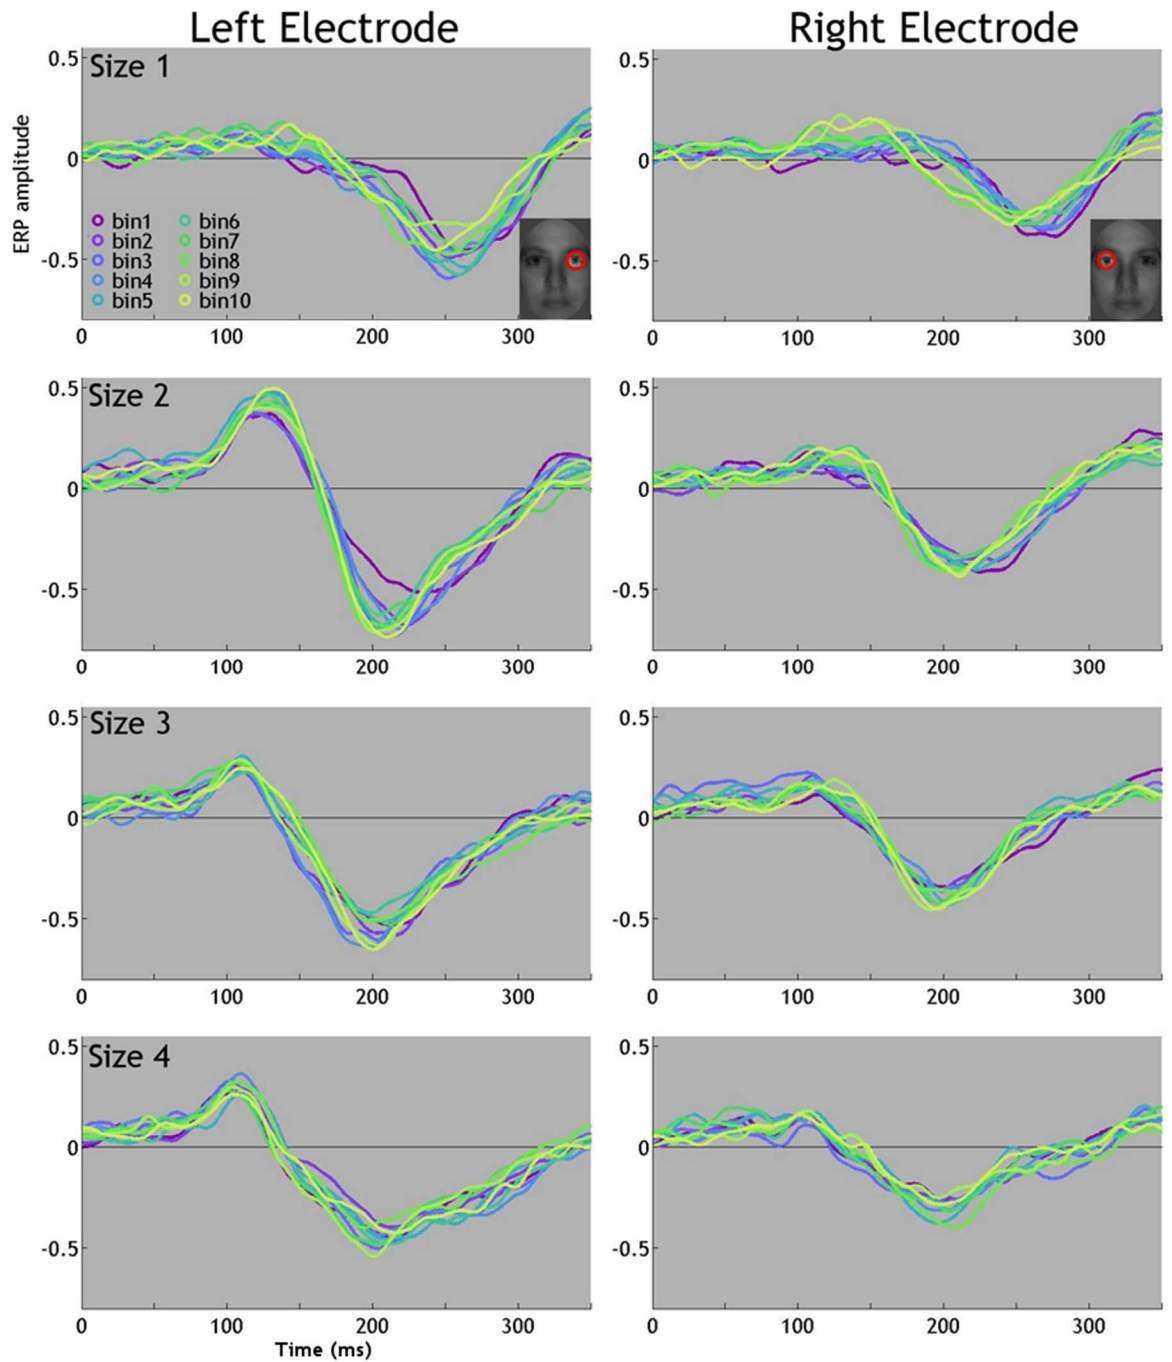 Left Electrode
Right Electrode
Size 1
0.5
0
-0.5
ERP amplitude
bin1
bin2
bin3
bin4
bin5
bin6
bin7
bin8
bin9
bin10
0 100 200 300
0.5
0
-0.5
0 100 200 300
Size 2
0.5
0
-0.5
0 100 200 300
0.5
0
-0.5
0 100 200 300
Size 3
0.5
0
-0.5
0 100 200 300
0.5
0
-0.5
0 100 200 300
Size 4
0.5
0
-0.5
0 100 200 300
Time (ms)
0.5
0
-0.5
0 100 200 300